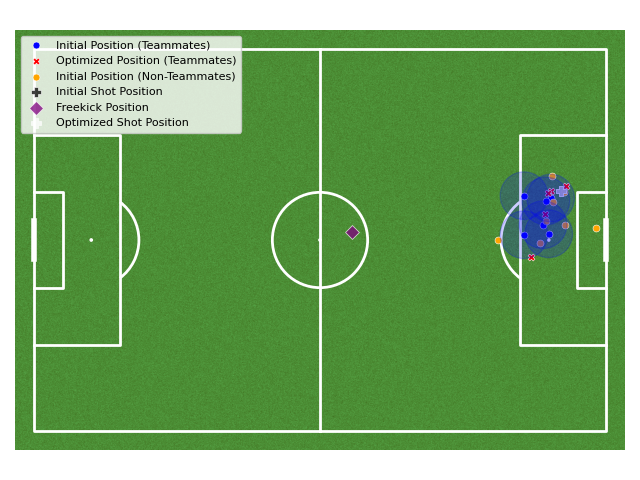 Initial Position (Teammates)
Optimized Position (Teammates)
Initial Position (Non-Teammates)
Initial Shot Position
Freekick Position
Optimized Shot Position